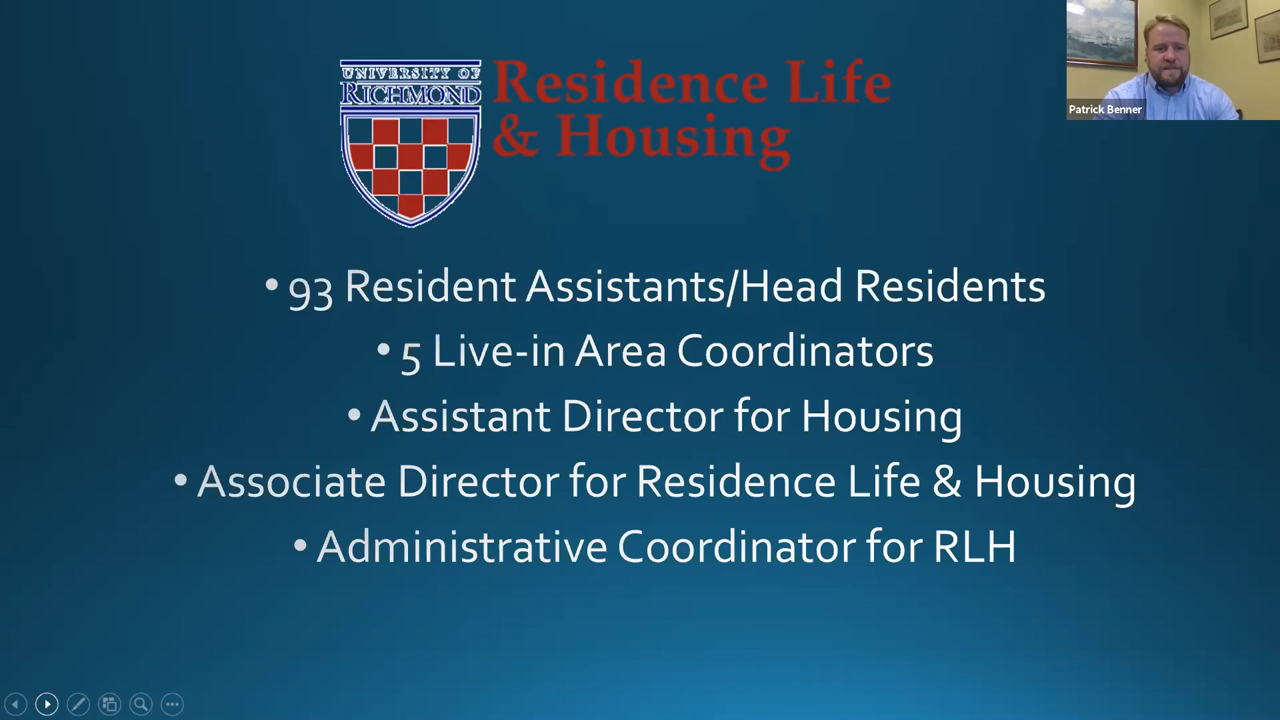 UNIVERSITY OF
RICHMOND
Residence Life
& Housing
Patrick Benner
• 93 Resident Assistants/Head Residents
• 5 Live-in Area Coordinators
• Assistant Director for Housing
• Associate Director for Residence Life & Housing
• Administrative Coordinator for RLH